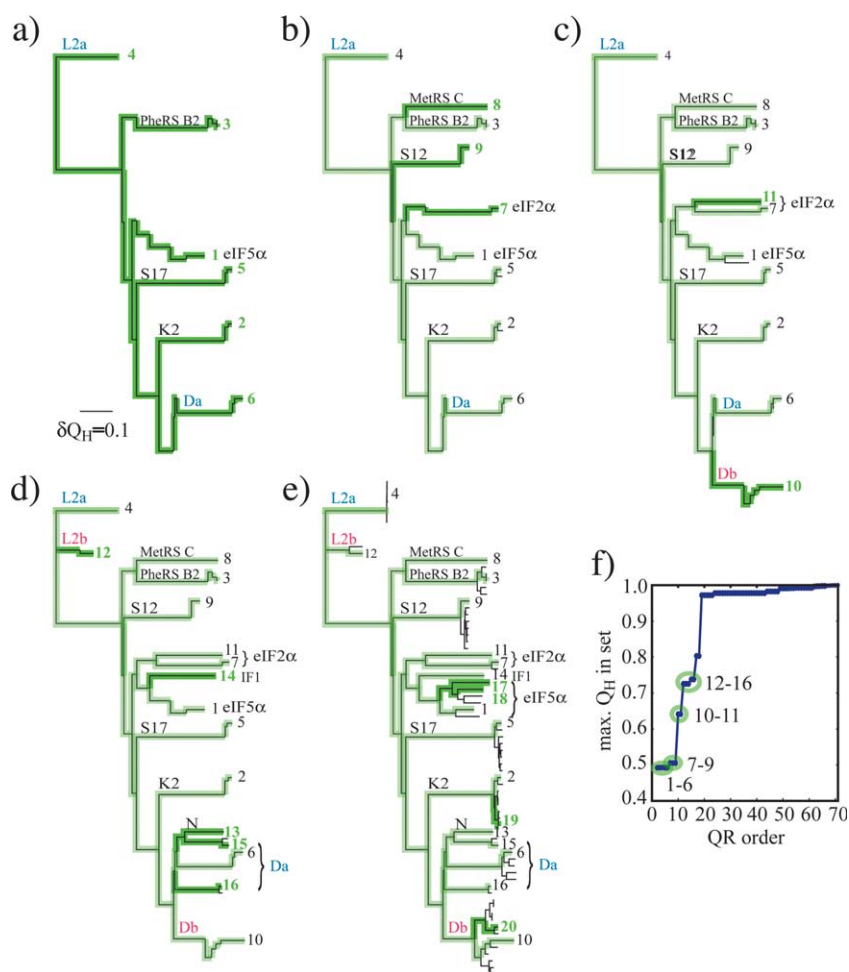 a)
L2a
4
PheRS B2
3
1 eIF5α
S17
5
K2
2
Da
6
δQH=0.1
b)
L2a
4
MetRS C
8
PheRS B2
3
S12
9
7 eIF2α
1 eIF5α
S17
5
K2
2
Da
6
c)
L2a
4
MetRS C
8
PheRS B2
3
S12
9
11
7 } eIF2α
1 eIF5α
S17
5
K2
2
Da
6
Db
10
d)
L2a
4
L2b
12
MetRS C
8
PheRS B2
3
S12
9
11
7 } eIF2α
14 IF1
1 eIF5α
S17
5
K2
2
N
13
15
6
Da
16
Db
10
e)
L2a
4
L2b
12
MetRS C
8
PheRS B2
3
S12
9
11
7 } eIF2α
14 IF1
17
18
eIF5α
1
S17
5
K2
2
19
N
13
15
6
Da
16
Db
20
10
f)
max. QH in set
1.0
0.9
0.8
0.7
0.6
0.5
0.4
12-16
10-11
7-9
1-6
0 10 20 30 40 50 60 70
QR order